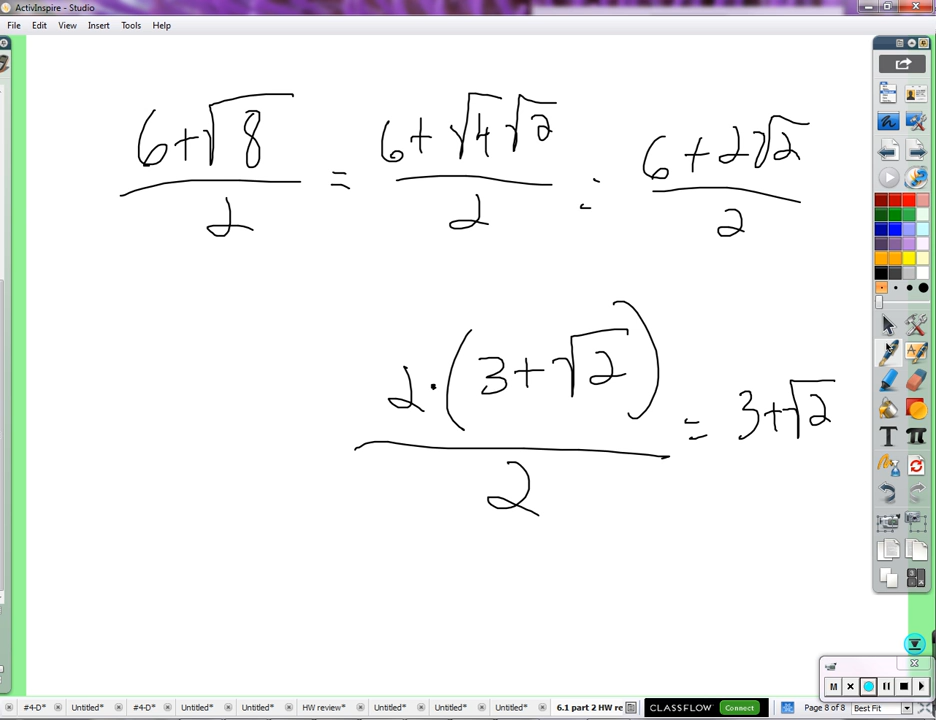 ActivInspire - Studio
File Edit View Insert Tools Help
6+√8 / 2 = 6+√4√2 / 2 = 6+2√2 / 2
2·(3+√2) / 2 = 3+√2
Page 8 of 8 Best Fit
#4-D* Untitled* #4-D* Untitled* Untitled* HW review* Untitled* Untitled* Untitled* 6.1 part 2 HW re CLASSFLOW Connect